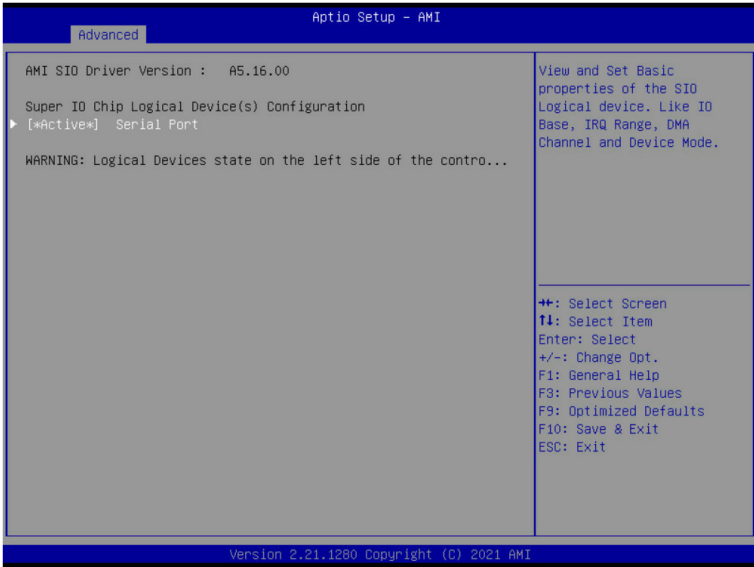 Aptio Setup – AMI
Advanced
AMI SIO Driver Version : A5.16.00
Super IO Chip Logical Device(s) Configuration
[*Active*] Serial Port
WARNING: Logical Devices state on the left side of the contro...
View and Set Basic
properties of the SIO
Logical device. Like IO
Base, IRQ Range, DMA
Channel and Device Mode.
→←: Select Screen
↑↓: Select Item
Enter: Select
+/-: Change Opt.
F1: General Help
F3: Previous Values
F9: Optimized Defaults
F10: Save & Exit
ESC: Exit
Version 2.21.1280 Copyright (C) 2021 AMI